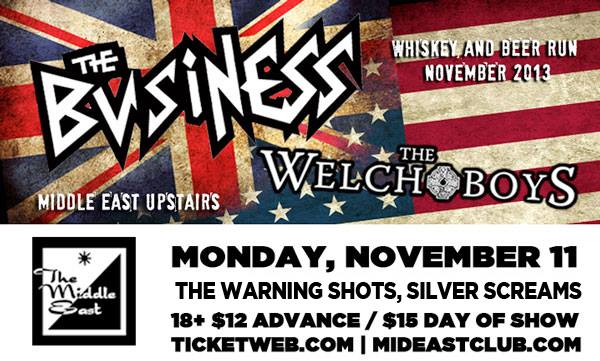 THE
BUSINESS
WHISKEY AND BEER RUN
NOVEMBER 2013
THE
WELCH BOYS
MIDDLE EAST UPSTAIRS
The
Middle
East
MONDAY, NOVEMBER 11
THE WARNING SHOTS, SILVER SCREAMS
18+ $12 ADVANCE / $15 DAY OF SHOW
TICKETWEB.COM | MIDEASTCLUB.COM